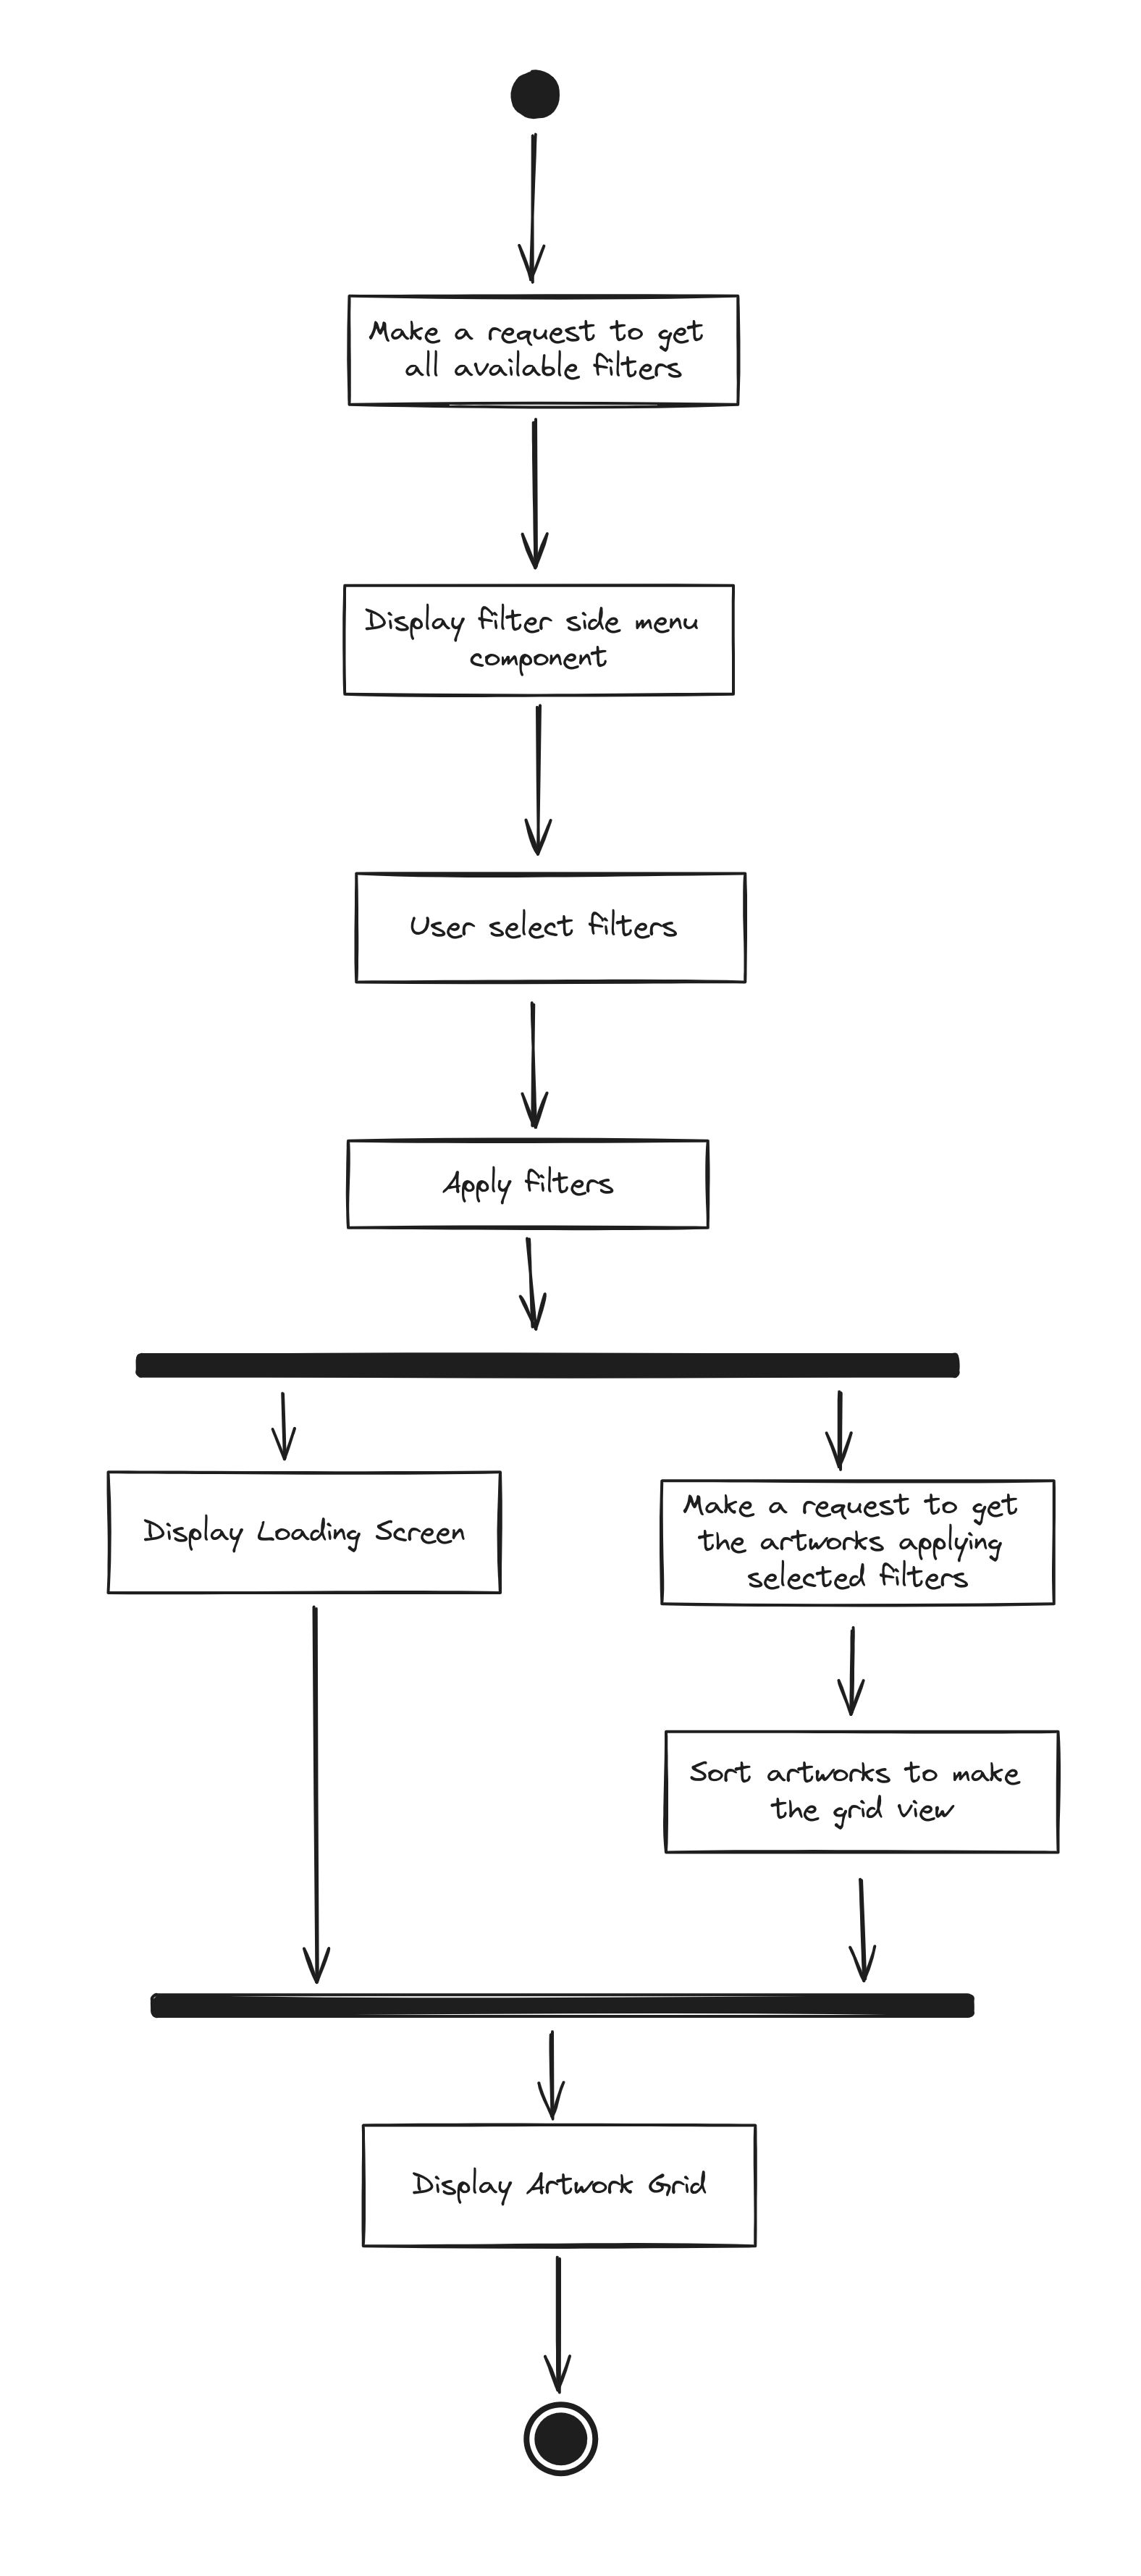 Make a request to get
all available filters
Display filter side menu
component
User select filters
Apply filters
Display Loading Screen
Make a request to get
the artworks applying
selected filters
Sort artworks to make
the grid view
Display Artwork Grid